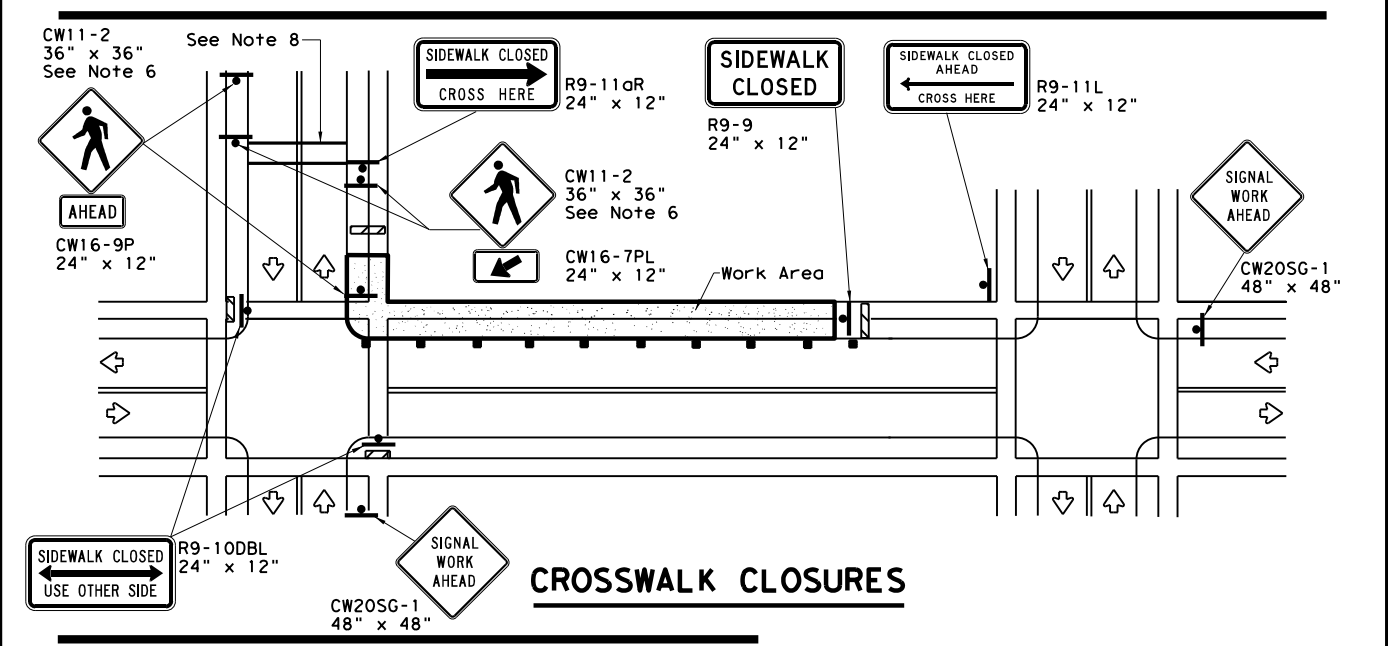 CW11-2
36" x 36"
See Note 6
See Note 8
SIDEWALK CLOSED
CROSS HERE
R9-11aR
24" x 12"
SIDEWALK
CLOSED
R9-9
24" x 12"
SIDEWALK CLOSED
AHEAD
CROSS HERE
R9-11L
24" x 12"
AHEAD
CW16-9P
24" x 12"
CW11-2
36" x 36"
See Note 6
CW16-7PL
24" x 12"
Work Area
SIGNAL
WORK
AHEAD
CW20SG-1
48" x 48"
SIDEWALK CLOSED
USE OTHER SIDE
R9-10DBL
24" x 12"
SIGNAL
WORK
AHEAD
CW20SG-1
48" x 48"
CROSSWALK CLOSURES